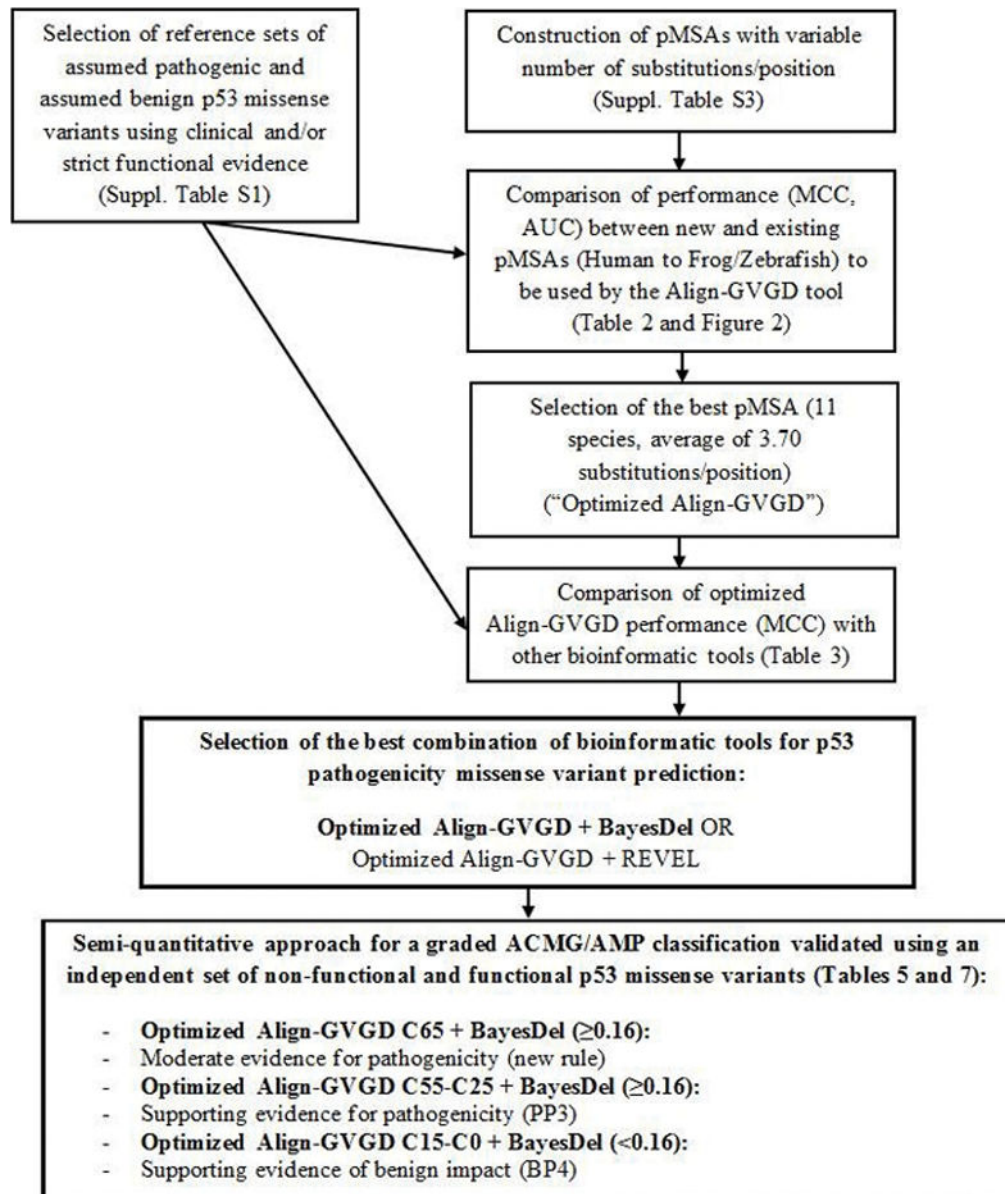 Selection of reference sets of
assumed pathogenic and
assumed benign p53 missense
variants using clinical and/or
strict functional evidence
(Suppl. Table S1)
Construction of pMSAs with variable
number of substitutions/position
(Suppl. Table S3)
Comparison of performance (MCC,
AUC) between new and existing
pMSAs (Human to Frog/Zebrafish) to
be used by the Align-GVGD tool
(Table 2 and Figure 2)
Selection of the best pMSA (11
species, average of 3.70
substitutions/position)
(“Optimized Align-GVGD”)
Comparison of optimized
Align-GVGD performance (MCC) with
other bioinformatic tools (Table 3)
Selection of the best combination of bioinformatic tools for p53
pathogenicity missense variant prediction:
Optimized Align-GVGD + BayesDel OR
Optimized Align-GVGD + REVEL
Semi-quantitative approach for a graded ACMG/AMP classification validated using an
independent set of non-functional and functional p53 missense variants (Tables 5 and 7):
- Optimized Align-GVGD C65 + BayesDel (≥0.16):
- Moderate evidence for pathogenicity (new rule)
- Optimized Align-GVGD C55-C25 + BayesDel (≥0.16):
- Supporting evidence for pathogenicity (PP3)
- Optimized Align-GVGD C15-C0 + BayesDel (<0.16):
- Supporting evidence of benign impact (BP4)